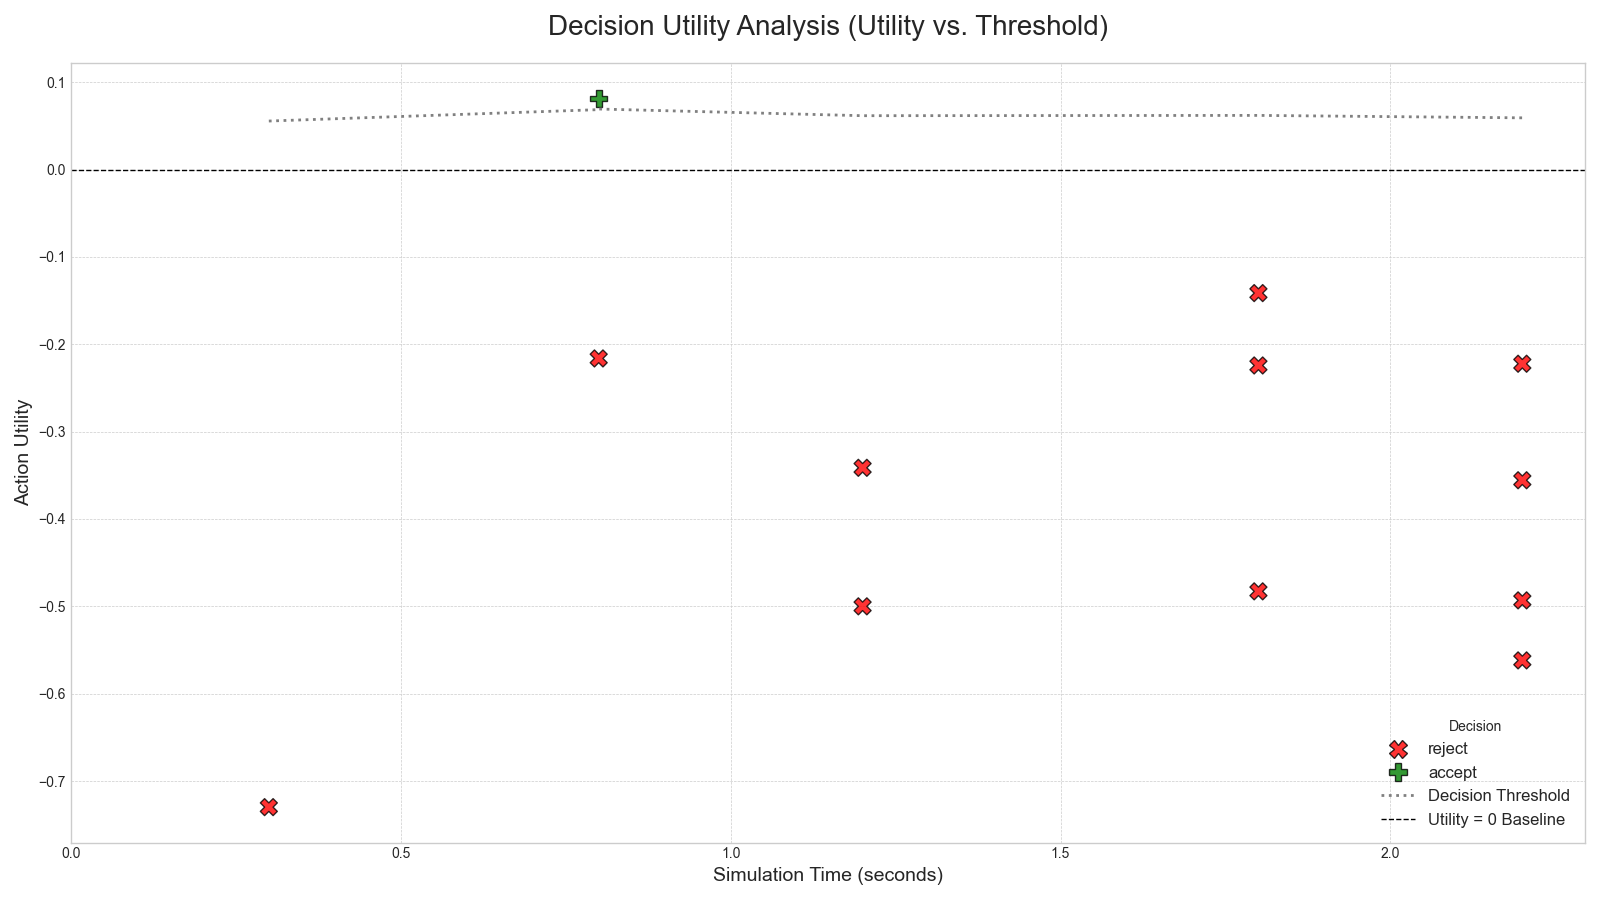 Decision Utility Analysis (Utility vs. Threshold)
0.1
0.0
−0.1
−0.2
−0.3
−0.4
−0.5
−0.6
−0.7
Action Utility
Decision
reject
accept
Decision Threshold
Utility = 0 Baseline
0.0 0.5 1.0 1.5 2.0
Simulation Time (seconds)